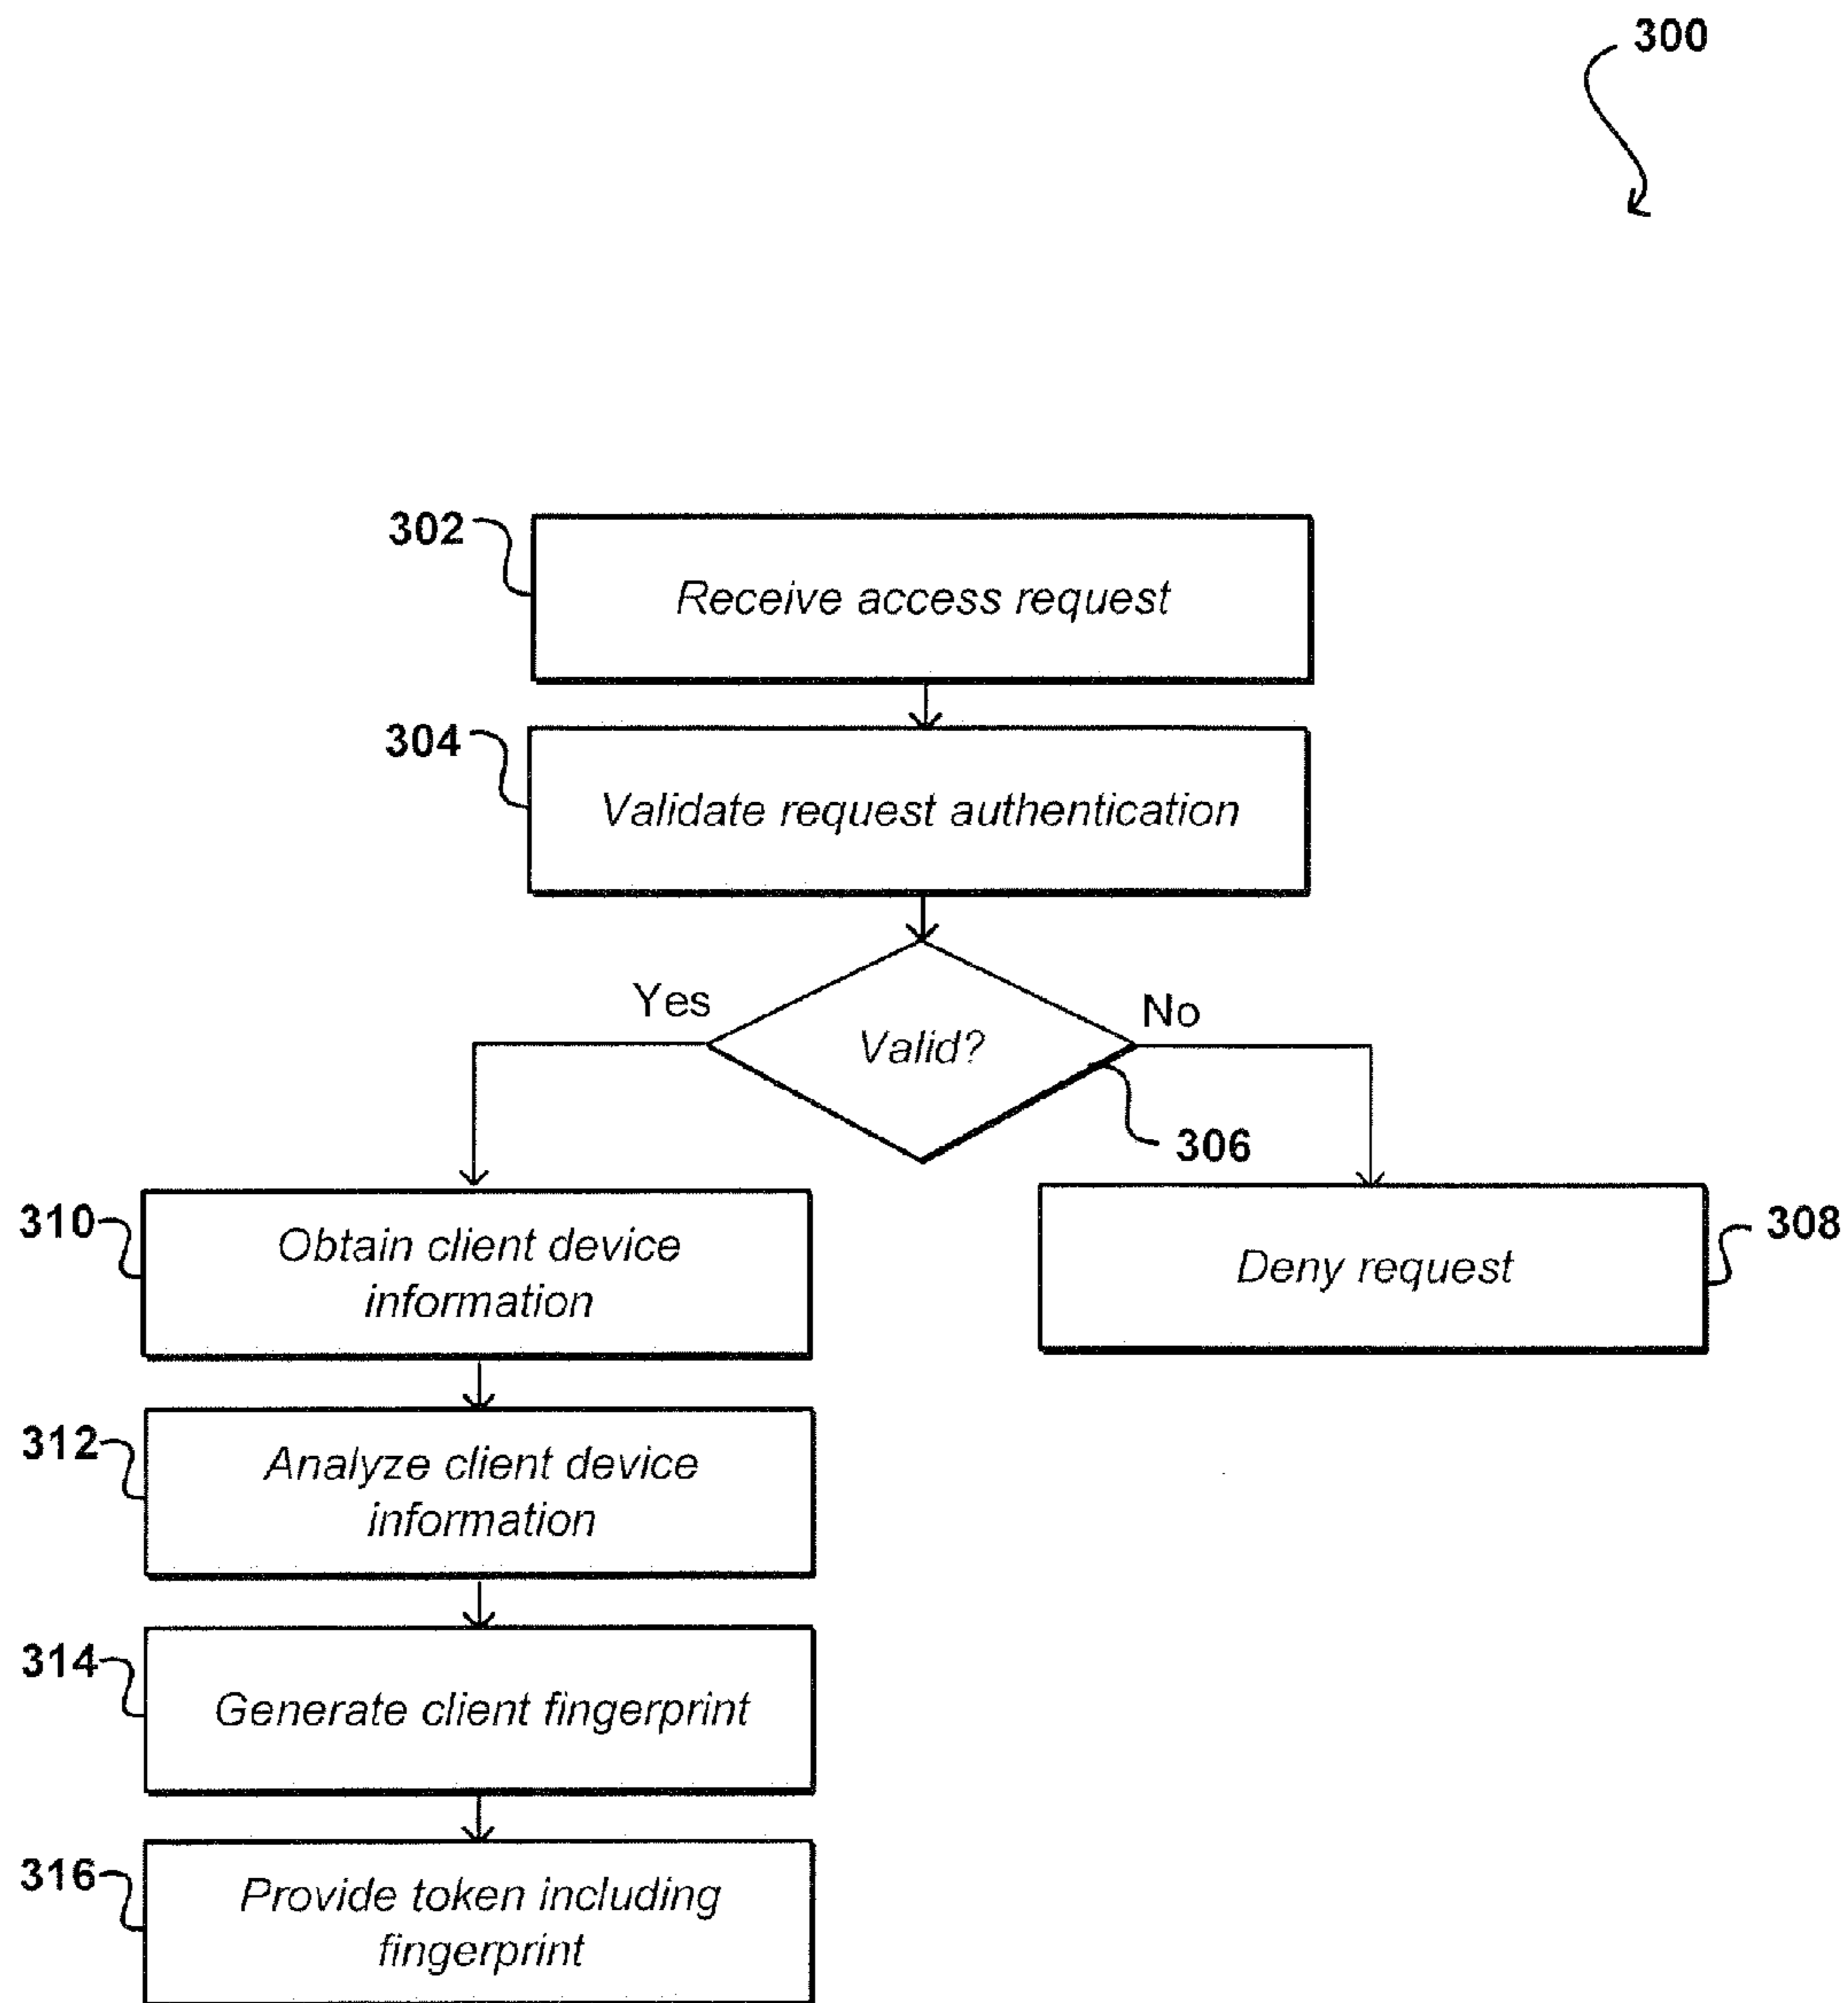 300
302
Receive access request
304
Validate request authentication
Yes
No
Valid?
306
310
Obtain client device
information
308
Deny request
312
Analyze client device
information
314
Generate client fingerprint
316
Provide token including
fingerprint